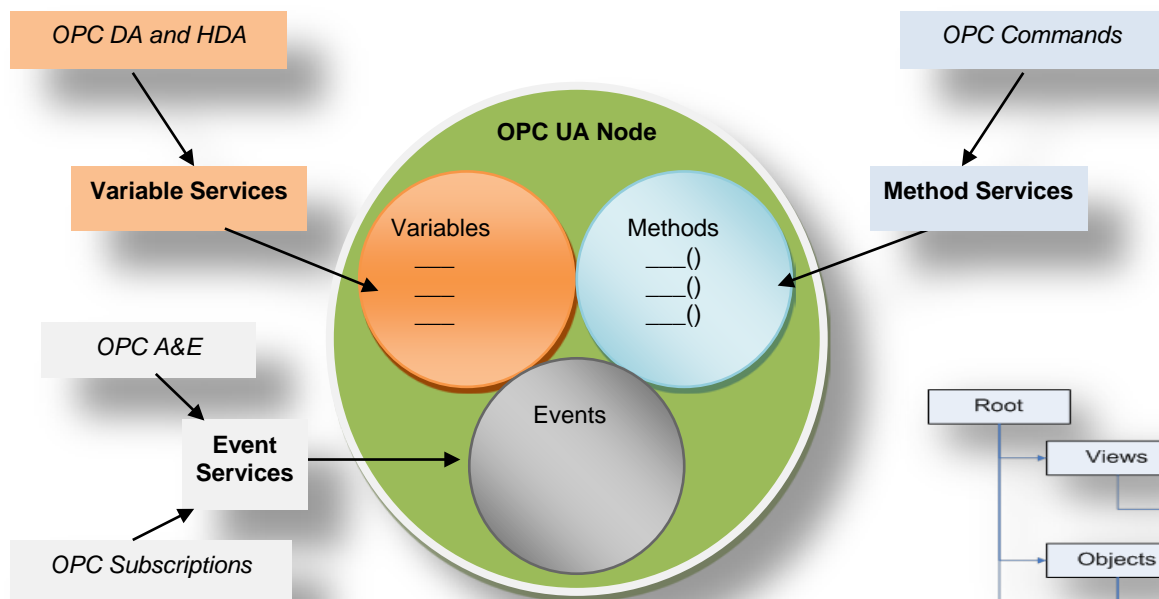 OPC DA and HDA
OPC Commands
OPC UA Node
Variable Services
Method Services
Variables
___
___
___
Methods
___()
___()
___()
OPC A&E
Events
Event
Services
OPC Subscriptions
Root
Views
Objects